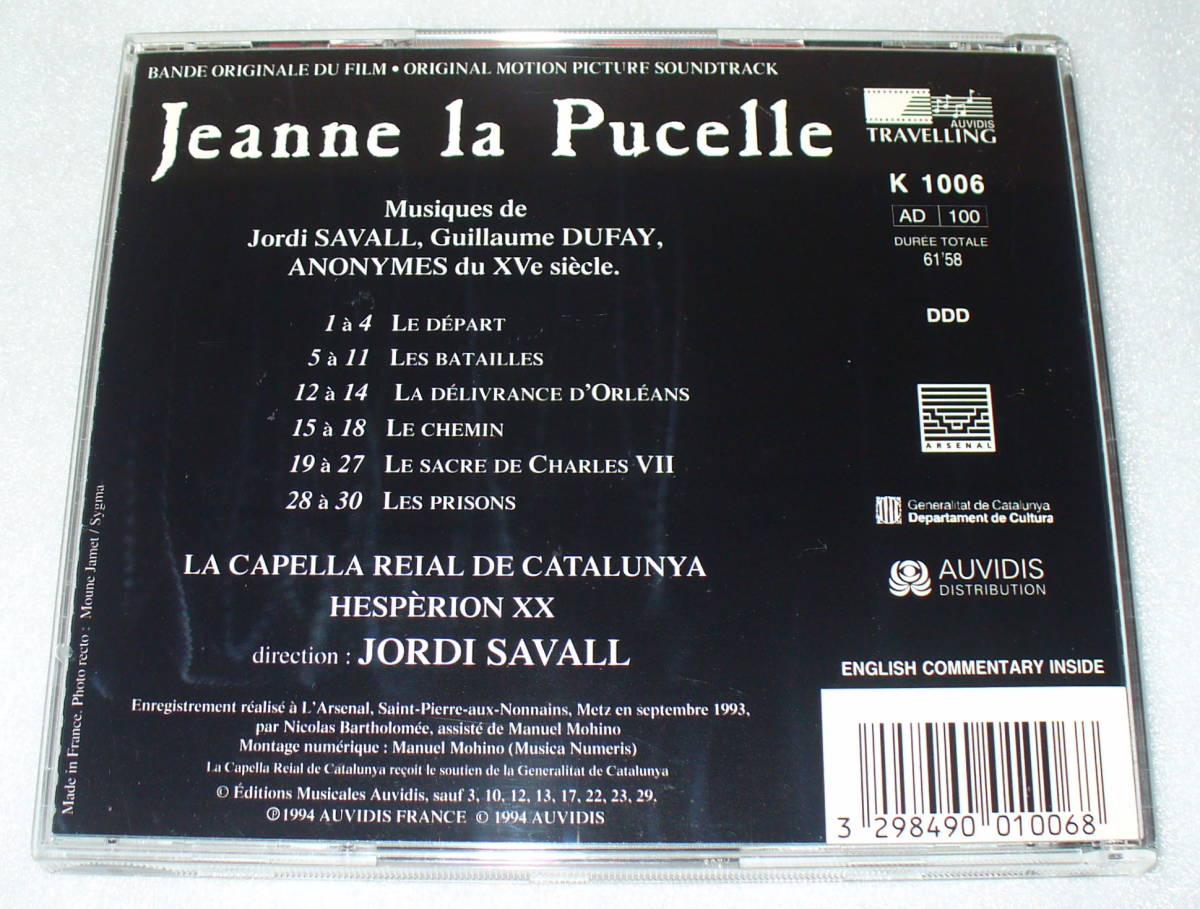 BANDE ORIGINALE DU FILM • ORIGINAL MOTION PICTURE SOUNDTRACK
Jeanne la Pucelle
Musiques de
Jordi SAVALL, Guillaume DUFAY,
ANONYMES du XVe siècle.
1 à 4 LE DÉPART
5 à 11 LES BATAILLES
12 à 14 LA DÉLIVRANCE D'ORLÉANS
15 à 18 LE CHEMIN
19 à 27 LE SACRE DE CHARLES VII
28 à 30 LES PRISONS
LA CAPELLA REIAL DE CATALUNYA
HESPÈRION XX
direction : JORDI SAVALL
Enregistrement réalisé à L'Arsenal, Saint-Pierre-aux-Nonnains, Metz en septembre 1993,
par Nicolas Bartholomée, assisté de Manuel Mohino
Montage numérique : Manuel Mohino (Musica Numeris)
La Capella Reial de Catalunya reçoit le soutien de la Generalitat de Catalunya
© Éditions Musicales Auvidis, sauf 3, 10, 12, 13, 17, 22, 23, 29.
℗1994 AUVIDIS FRANCE © 1994 AUVIDIS
Made in France. Photo recto : Moune Jamet / Sygma
AUVIDIS
TRAVELLING
K 1006
AD 100
DURÉE TOTALE
61'58
DDD
ARSENAL
Generalitat de Catalunya
Departament de Cultura
AUVIDIS
DISTRIBUTION
ENGLISH COMMENTARY INSIDE
3 298490 010068